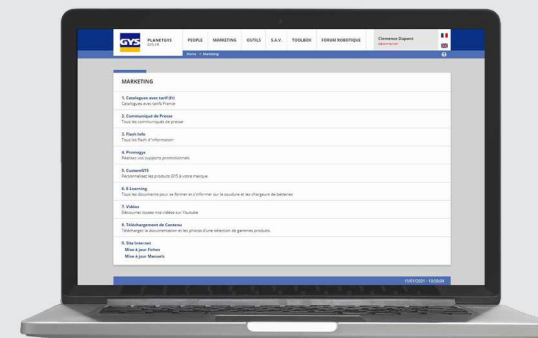 GYS
PLANETGYS
GYS FR
PEOPLE
MARKETING
OUTILS
S.A.V.
TOOLBOX
FORUM ROBOTIQUE
Clemence Dupont
Home > Marketing
MARKETING
1. Catalogues avec tarif (Fr)
Catalogues avec tarifs France
2. Communiqué de Presse
Tous les communiqués de presse
3. Flash Info
Tous les flash d'information
4. Promogys
Réalisez vos supports promotionnels
5. CustomGYS
Personnalisez les produits GYS à votre marque
6. E-Learning
Tous les documents pour se former et s'informer sur la soudure et les chargeurs de batteries
7. Vidéos
Découvrez toutes nos vidéos sur Youtube
8. Téléchargement de Contenu
Téléchargez la documentation et les photos d'une sélection de gammes produits.
9. Site Internet
Mise à jour Fiches
Mise à jour Manuels